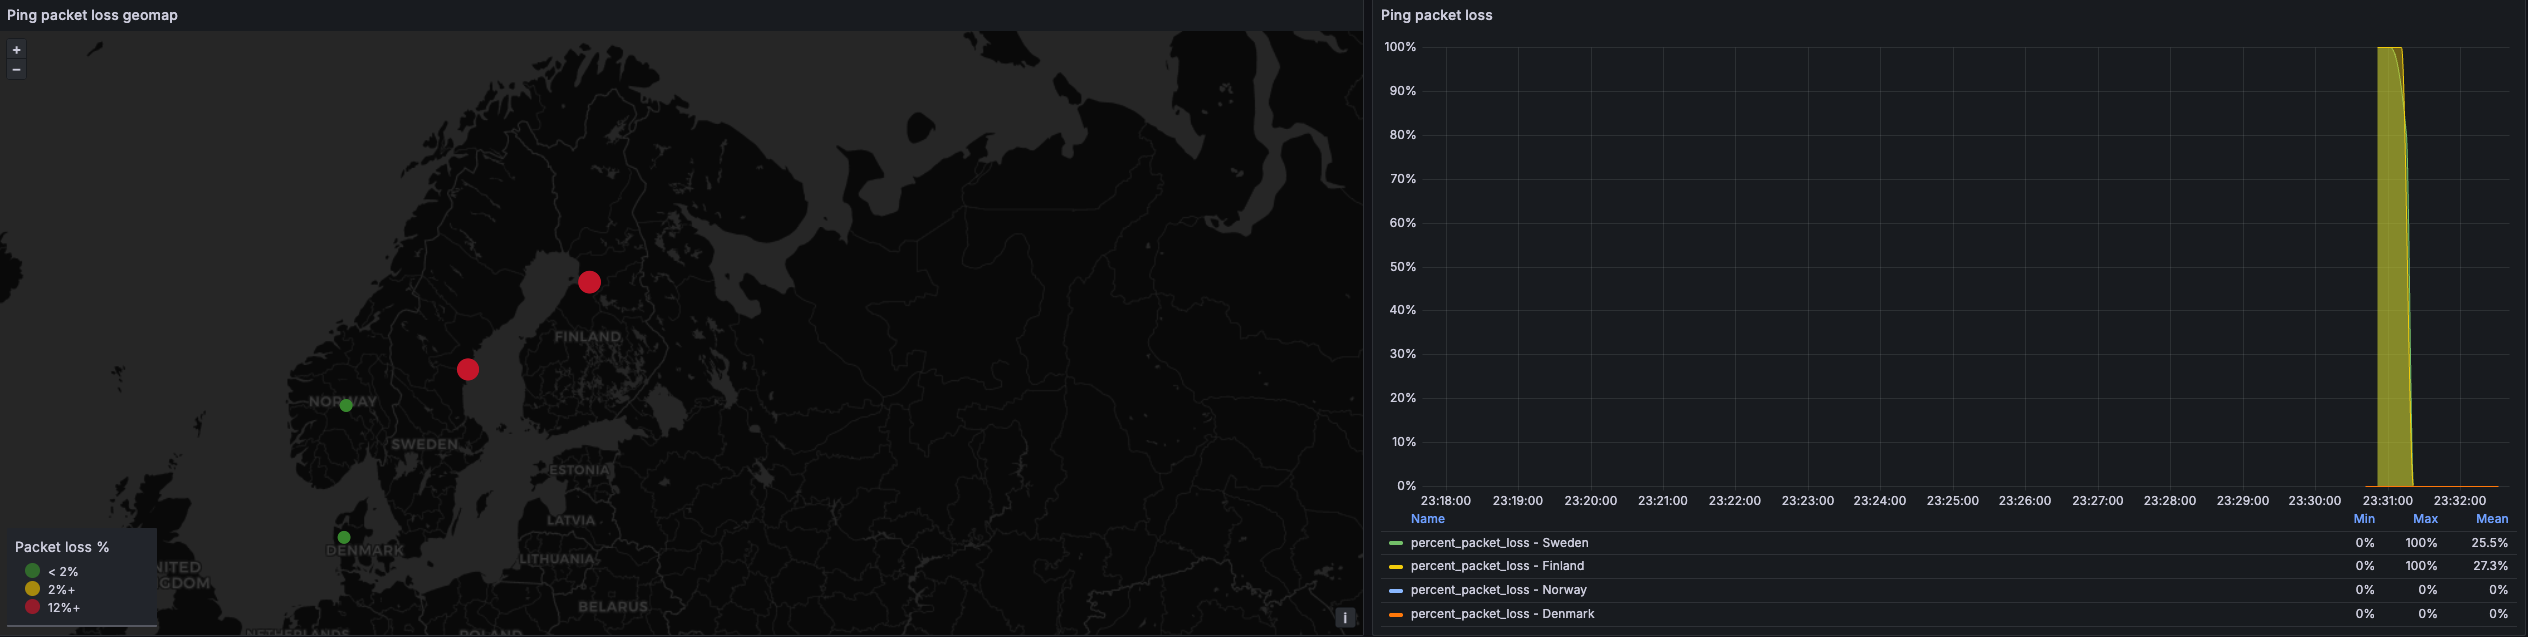 Ping packet loss geomap
+
−
FINLAND
NORWAY
SWEDEN
ESTONIA
LATVIA
DENMARK
LITHUANIA
BELARUS
Packet loss %
< 2%
2%+
12%+
i
Ping packet loss
100%
90%
80%
70%
60%
50%
40%
30%
20%
10%
0%
23:18:00 23:19:00 23:20:00 23:21:00 23:22:00 23:23:00 23:24:00 23:25:00 23:26:00 23:27:00 23:28:00 23:29:00 23:30:00 23:31:00 23:32:00
Name Min Max Mean
percent_packet_loss - Sweden 0% 100% 25.5%
percent_packet_loss - Finland 0% 100% 27.3%
percent_packet_loss - Norway 0% 0% 0%
percent_packet_loss - Denmark 0% 0% 0%